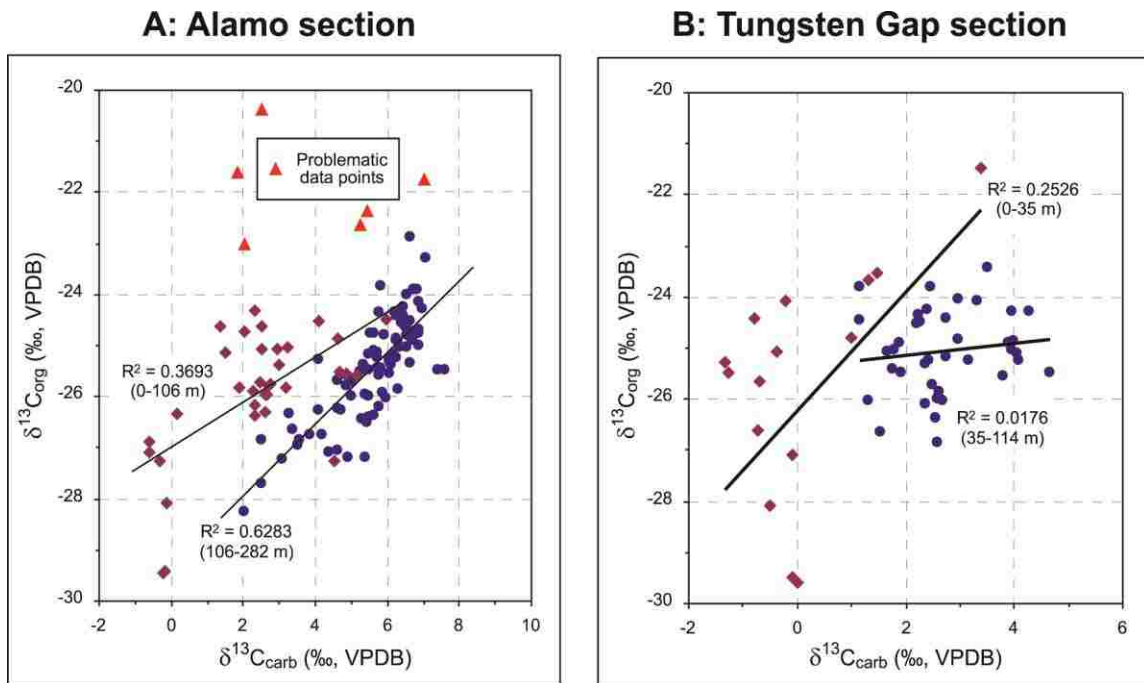 A: Alamo section
B: Tungsten Gap section
-20
-22
-24
-26
-28
-30
δ¹³Corg (‰, VPDB)
Problematic
data points
R² = 0.3693
(0-106 m)
R² = 0.6283
(106-282 m)
-2 0 2 4 6 8 10
δ¹³Ccarb (‰, VPDB)
-20
-22
-24
-26
-28
-30
δ¹³Corg (‰, VPDB)
R² = 0.2526
(0-35 m)
R² = 0.0176
(35-114 m)
-2 0 2 4 6
δ¹³Ccarb (‰, VPDB)